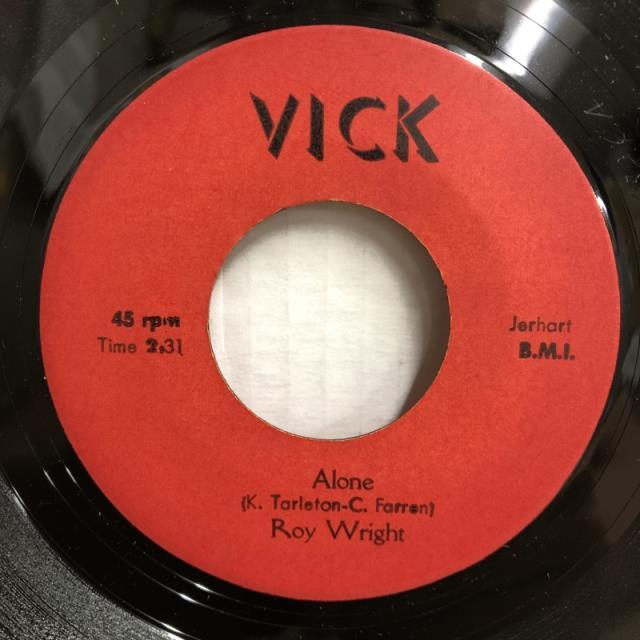 VICK
45 rpm
Time 2:31
Jerhart
B.M.I.
Alone
(K. Tarleton-C. Farren)
Roy Wright